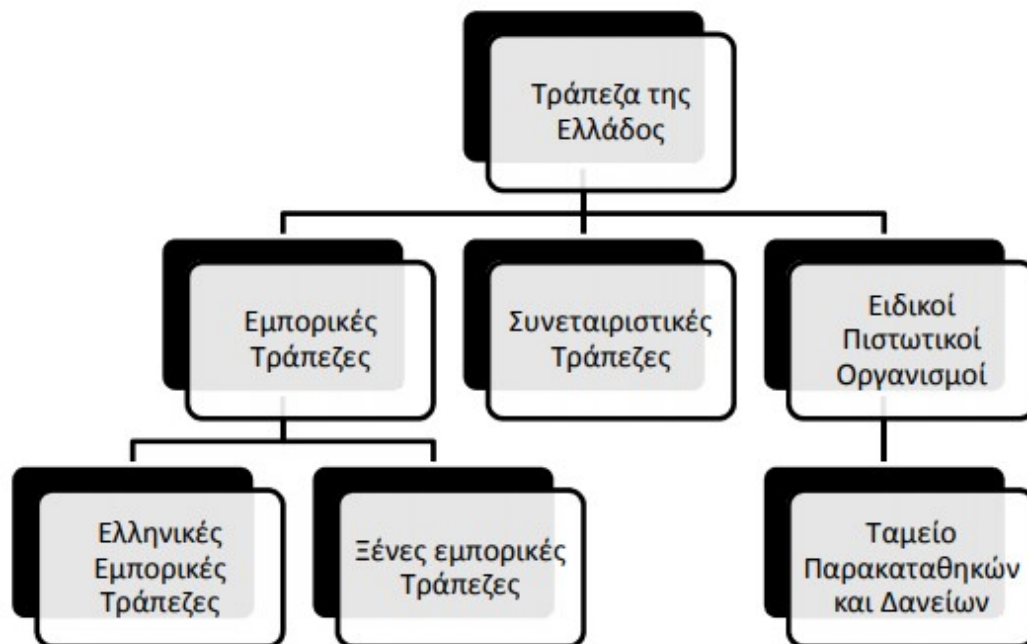 Τράπεζα της
Ελλάδος
Εμπορικές
Τράπεζες
Συνεταιριστικές
Τράπεζες
Ειδικοί
Πιστωτικοί
Οργανισμοί
Ελληνικές
Εμπορικές
Τράπεζες
Ξένες εμπορικές
Τράπεζες
Ταμείο
Παρακαταθηκών
και Δανείων